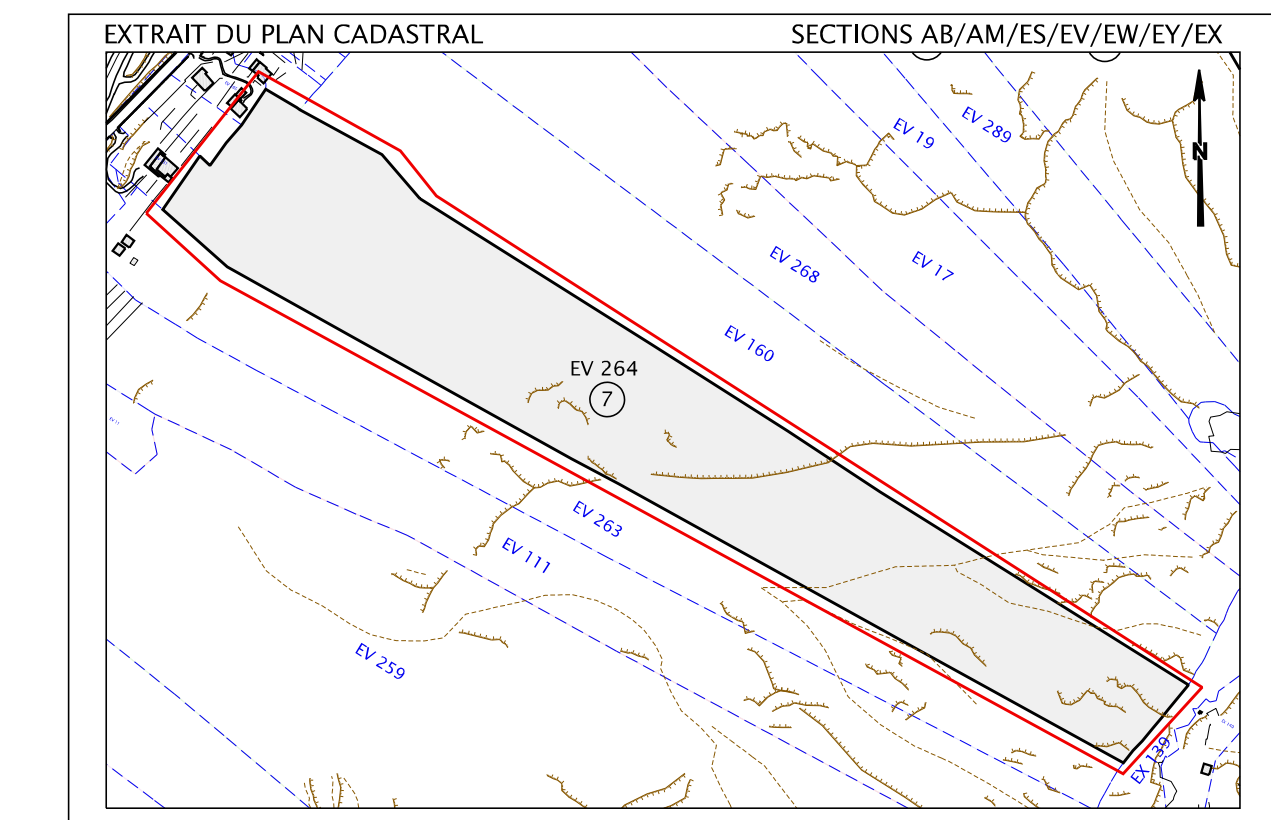 EXTRAIT DU PLAN CADASTRAL
SECTIONS AB/AM/ES/EV/EW/EY/EX
EV 19
EV 289
N
EV 268
EV 17
EV 160
EV 264
7
EV 263
EV 111
EV 259
EX 139